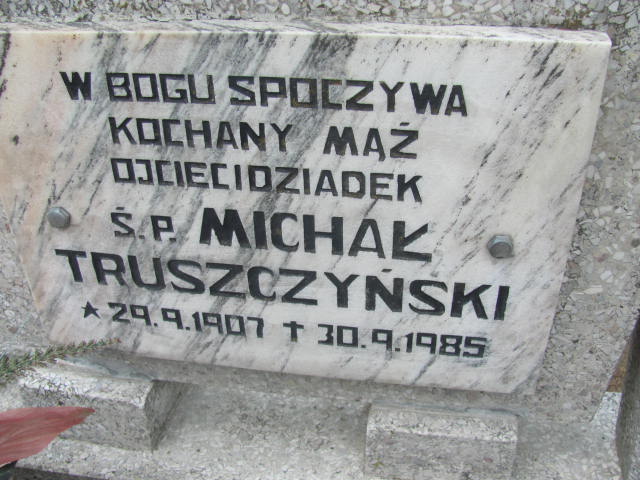 W BOGU SPOCZYWA
KOCHANY MĄŻ
OJCIEC I DZIADEK
Ś.P. MICHAŁ
TRUSZCZYŃSKI
★ 29.9.1907 ✝ 30.9.1985